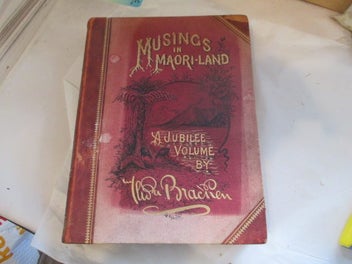 MUSINGS
IN
MAORI-LAND
A JUBILEE
VOLUME
BY
Thos. Bracken